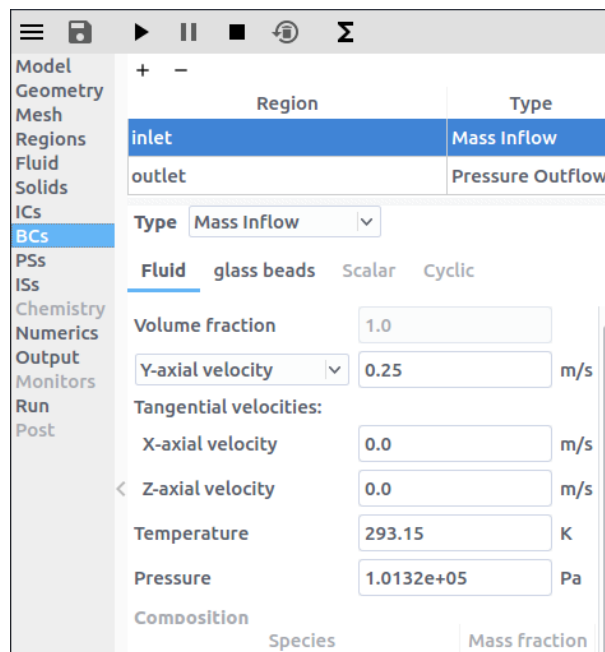 Model
Geometry
Mesh
Regions
Fluid
Solids
ICs
BCs
PSs
ISs
Chemistry
Numerics
Output
Monitors
Run
Post
+ −
Region Type
inlet Mass Inflow
outlet Pressure Outflow
Type Mass Inflow
Fluid glass beads Scalar Cyclic
Volume fraction 1.0
Y-axial velocity 0.25 m/s
Tangential velocities:
X-axial velocity 0.0 m/s
Z-axial velocity 0.0 m/s
Temperature 293.15 K
Pressure 1.0132e+05 Pa
Composition
Species Mass fraction